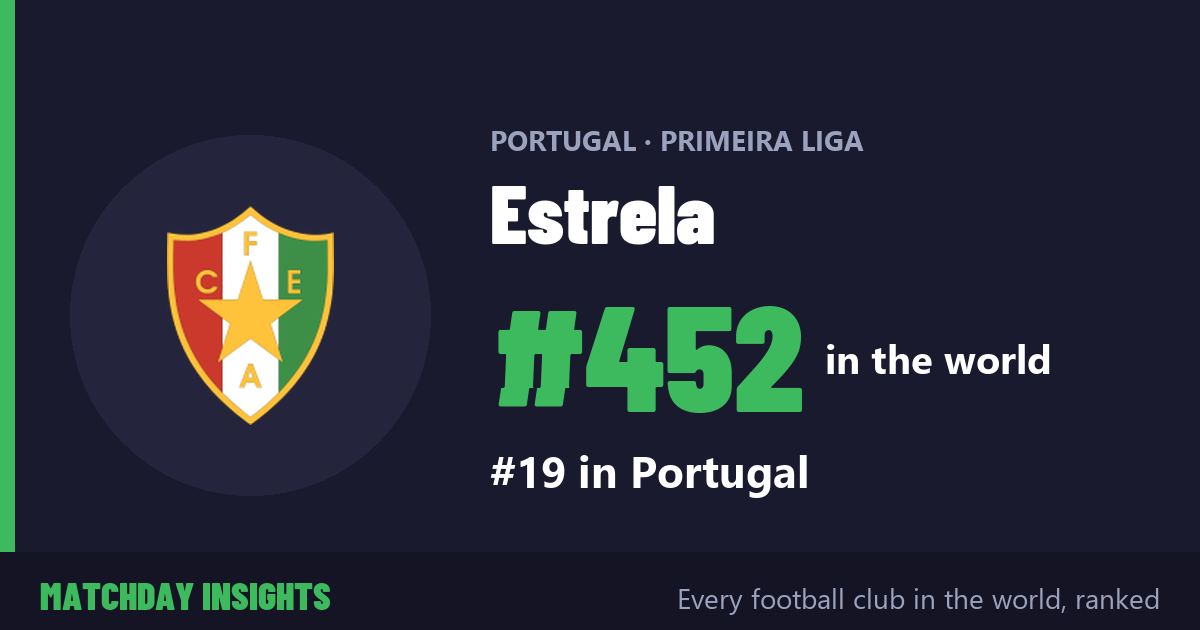 PORTUGAL · PRIMEIRA LIGA
Estrela
#452 in the world
#19 in Portugal
F
C E
A
MATCHDAY INSIGHTS
Every football club in the world, ranked